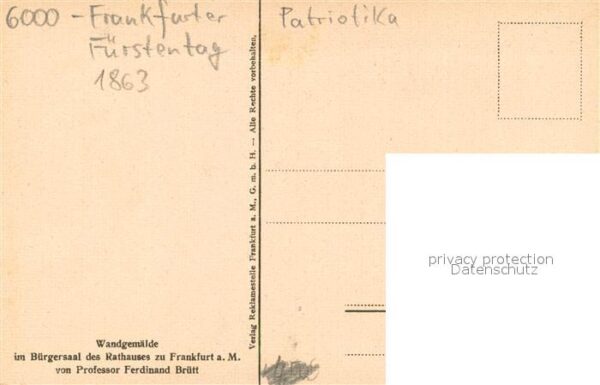 6000 - Frankfurter
Fürstentag
1863
Patriotika
Verlag Reklamestelle Frankfurt a. M., G. m. b. H. — Alle Rechte vorbehalten.
privacy protection
Datenschutz
Wandgemälde
im Bürgersaal des Rathauses zu Frankfurt a. M.
von Professor Ferdinand Brütt